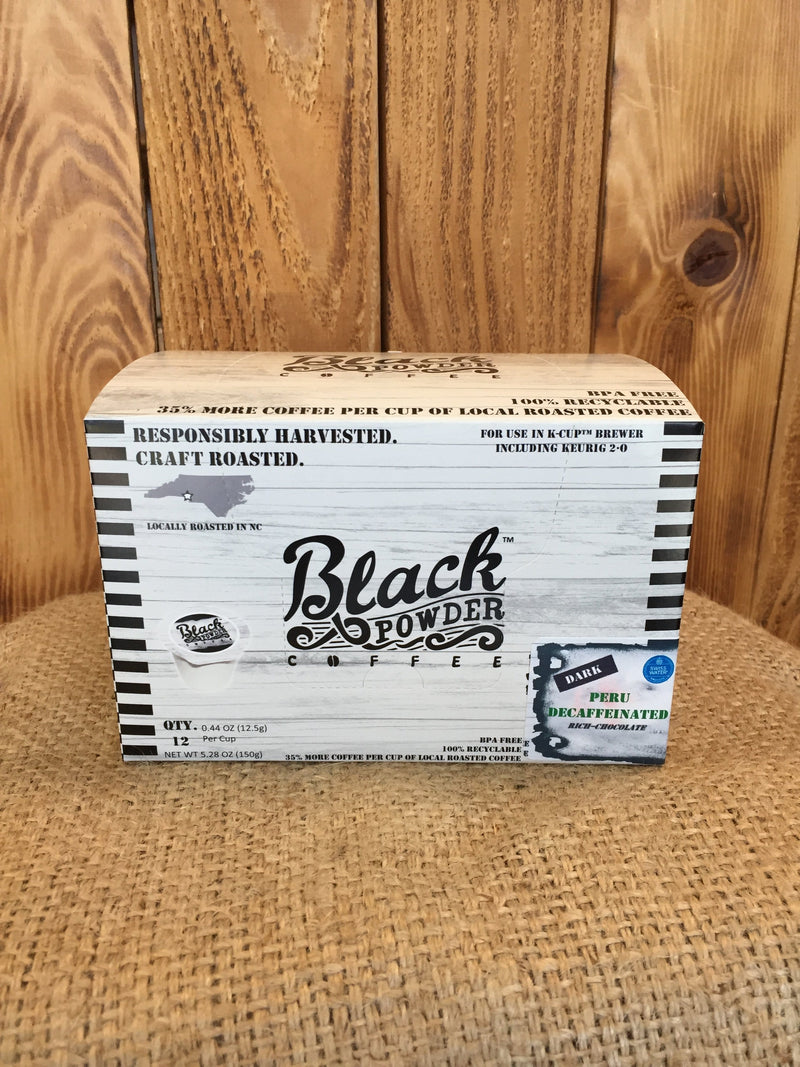 Black
POWDER
COFFEE
BPA FREE
100% RECYCLABLE
35% MORE COFFEE PER CUP OF LOCAL ROASTED COFFEE
RESPONSIBLY HARVESTED.
CRAFT ROASTED.
FOR USE IN K-CUP™ BREWER
INCLUDING KEURIG 2.0
LOCALLY ROASTED IN NC
Black™
POWDER
COFFEE
Black
POWDER
COFFEE
DARK
SWISS
WATER
PERU
DECAFFEINATED
RICH-CHOCOLATE
QTY. 0.44 OZ (12.5g)
12 Per Cup
NET WT 5.28 OZ (150g)
BPA FREE
100% RECYCLABLE
35% MORE COFFEE PER CUP OF LOCAL ROASTED COFFEE